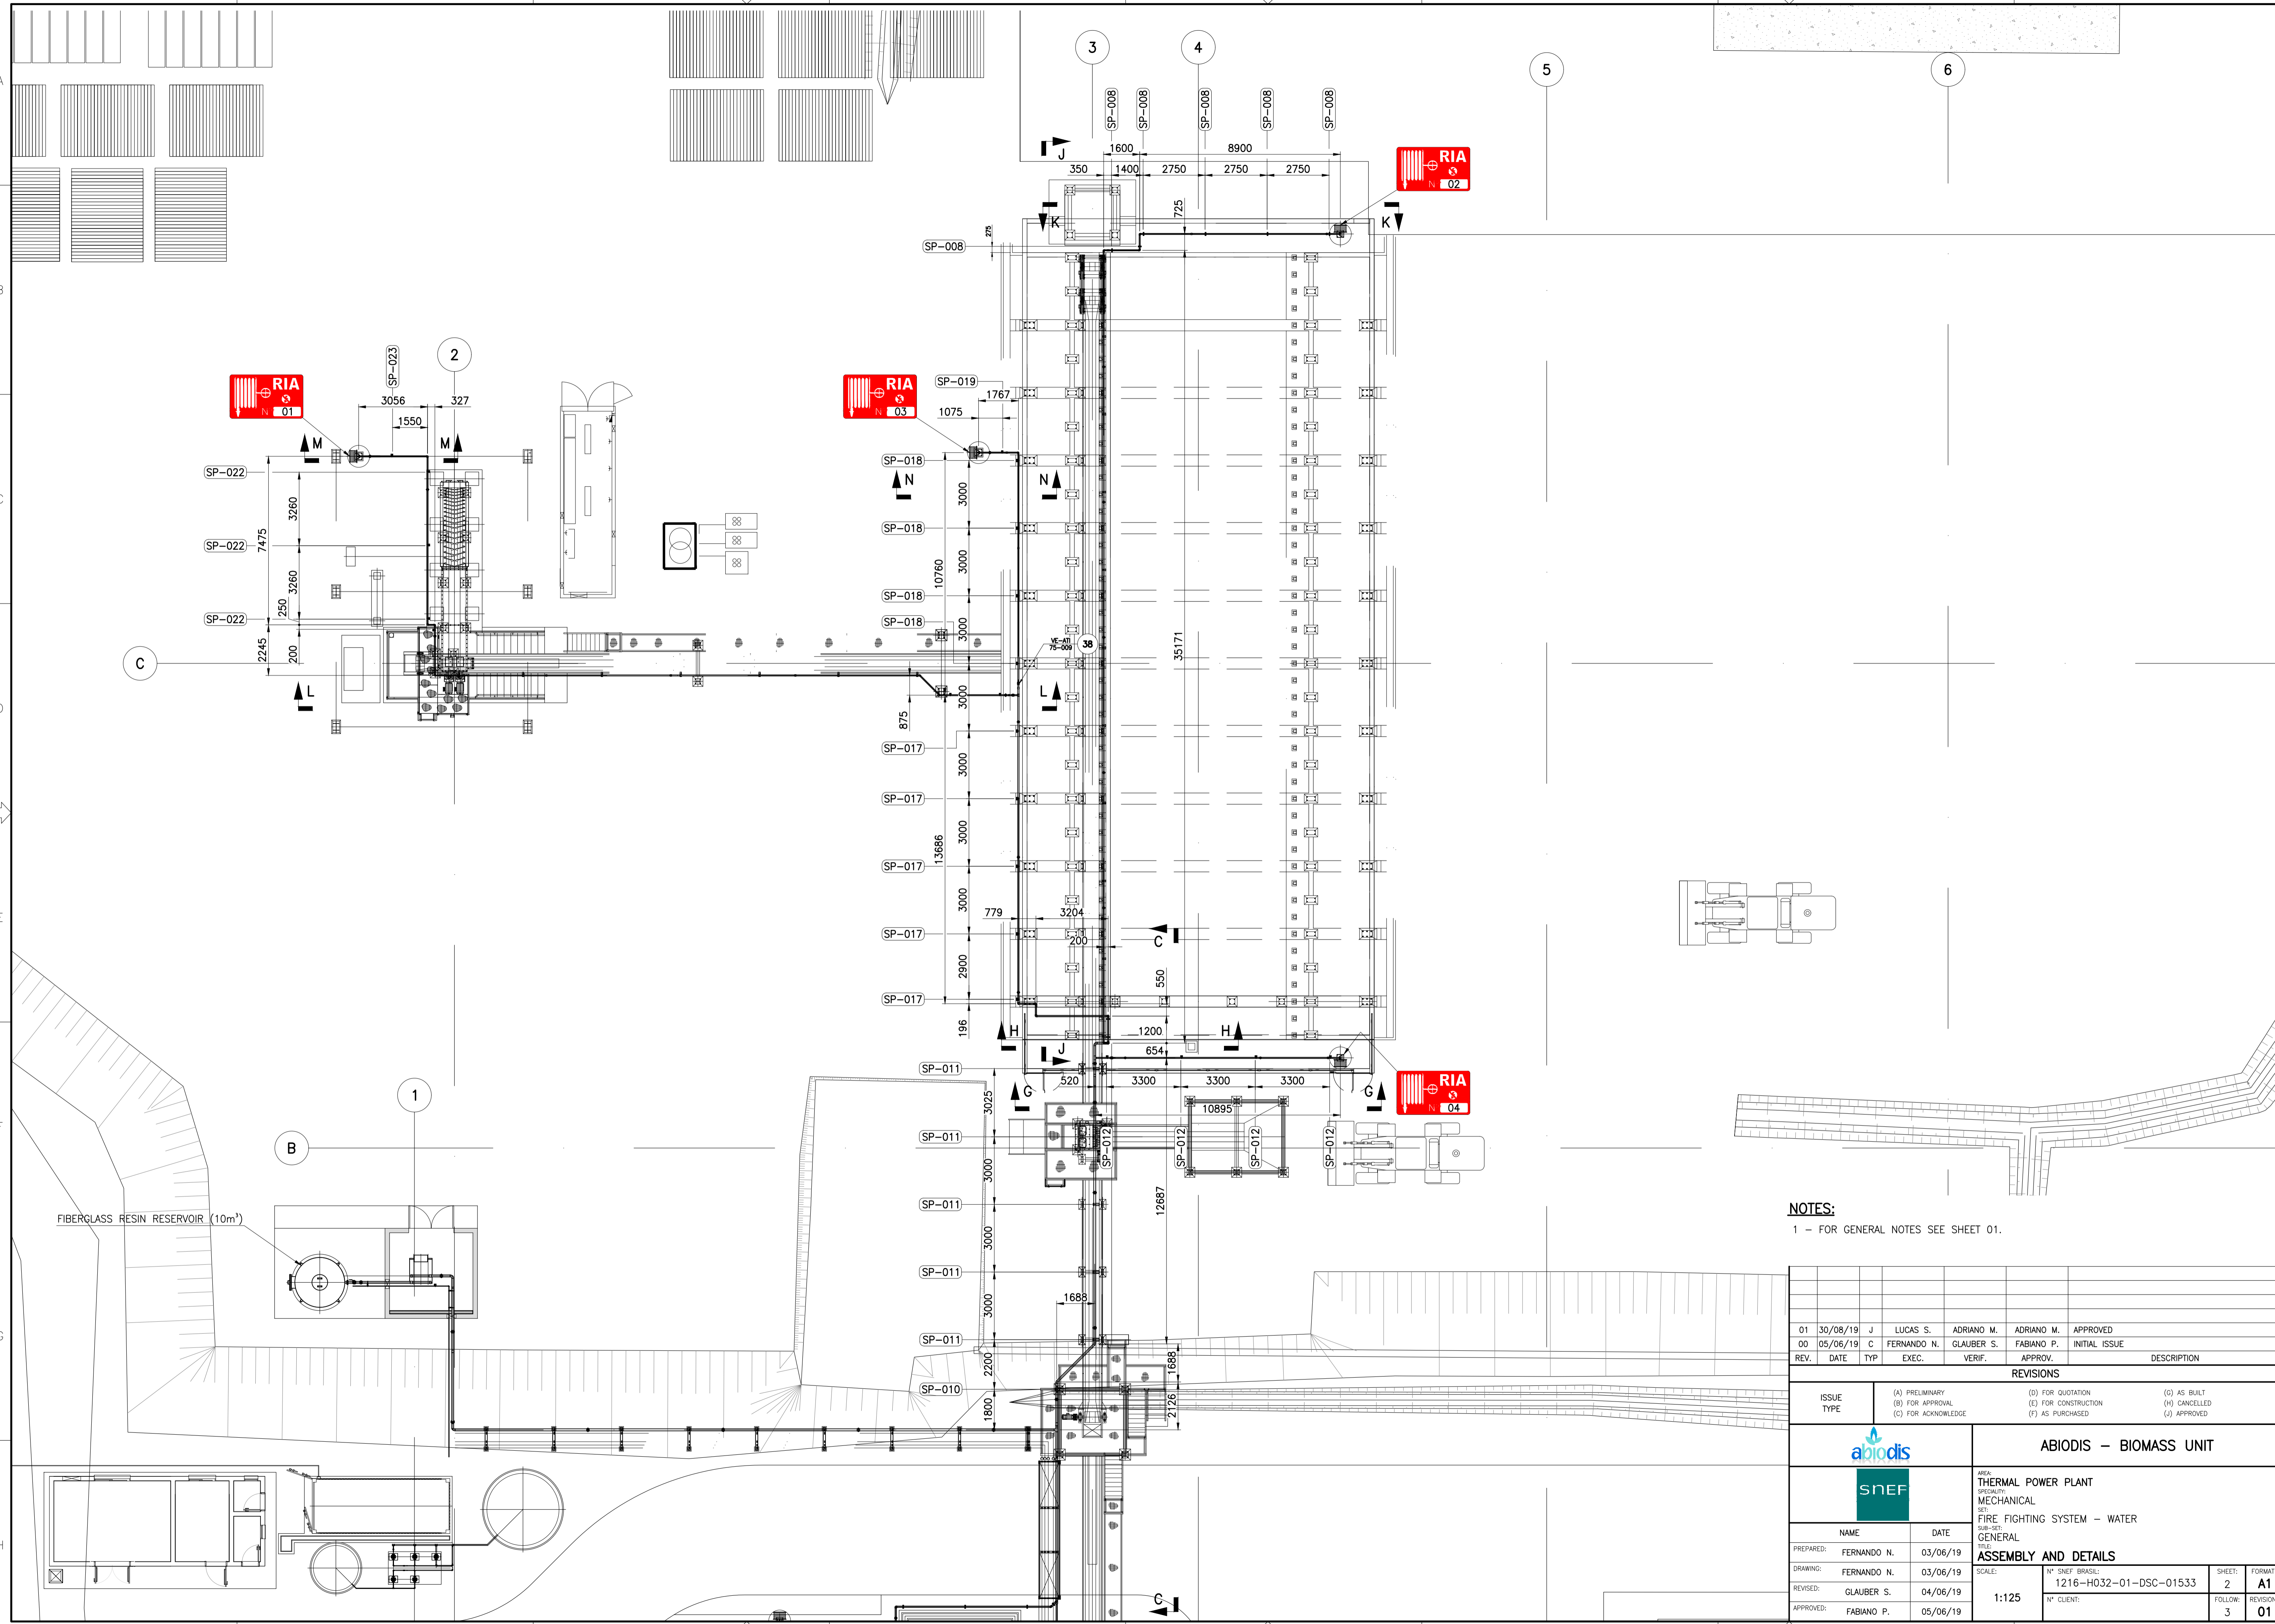 3
4
5
6
SP-008
SP-008
SP-008
SP-008
SP-008
J
1600
8900
350
1400
2750
2750
2750
RIA
N 02
K
K
725
275
SP-008
2
SP-023
RIA
N 01
3056
327
1550
M
M
RIA
N 03
SP-019
1767
1075
SP-022
SP-022
SP-022
3260
7475
3260
250
2245
200
C
L
SP-018
SP-018
SP-018
SP-018
N
N
3000
3000
10760
3000
3000
VE-ATI
75-009
38
35171
L
875
SP-017
SP-017
SP-017
SP-017
SP-017
3000
3000
13686
3000
2900
196
779
3204
200
C
550
H
H
1200
J
654
SP-011
SP-011
SP-011
SP-011
SP-011
SP-010
520
3300
3300
3300
G
G
10895
RIA
N 04
SP-012
SP-012
SP-012
SP-012
3025
3000
3000
3000
2200
1800
12687
1688
1688
2126
1
B
FIBERGLASS RESIN RESERVOIR (10m³)
C
NOTES:
1 – FOR GENERAL NOTES SEE SHEET 01.
01 30/08/19 J LUCAS S. ADRIANO M. ADRIANO M. APPROVED
00 05/06/19 C FERNANDO N. GLAUBER S. FABIANO P. INITIAL ISSUE
REV. DATE TYP EXEC. VERIF. APPROV. DESCRIPTION
REVISIONS
ISSUE TYPE
(A) PRELIMINARY (D) FOR QUOTATION (G) AS BUILT
(B) FOR APPROVAL (E) FOR CONSTRUCTION (H) CANCELLED
(C) FOR ACKNOWLEDGE (F) AS PURCHASED (J) APPROVED
abiodis
ABIODIS – BIOMASS UNIT
SNEF
AREA:
THERMAL POWER PLANT
SPECIALITY:
MECHANICAL
SET:
FIRE FIGHTING SYSTEM – WATER
SUB-SET:
GENERAL
TITLE:
ASSEMBLY AND DETAILS
NAME DATE
PREPARED: FERNANDO N. 03/06/19
DRAWING: FERNANDO N. 03/06/19
REVISED: GLAUBER S. 04/06/19
APPROVED: FABIANO P. 05/06/19
SCALE:
1:125
N° SNEF BRASIL:
1216-H032-01-DSC-01533
N° CLIENT:
SHEET:
2
FORMAT
A1
FOLLOW:
3
REVISION
01